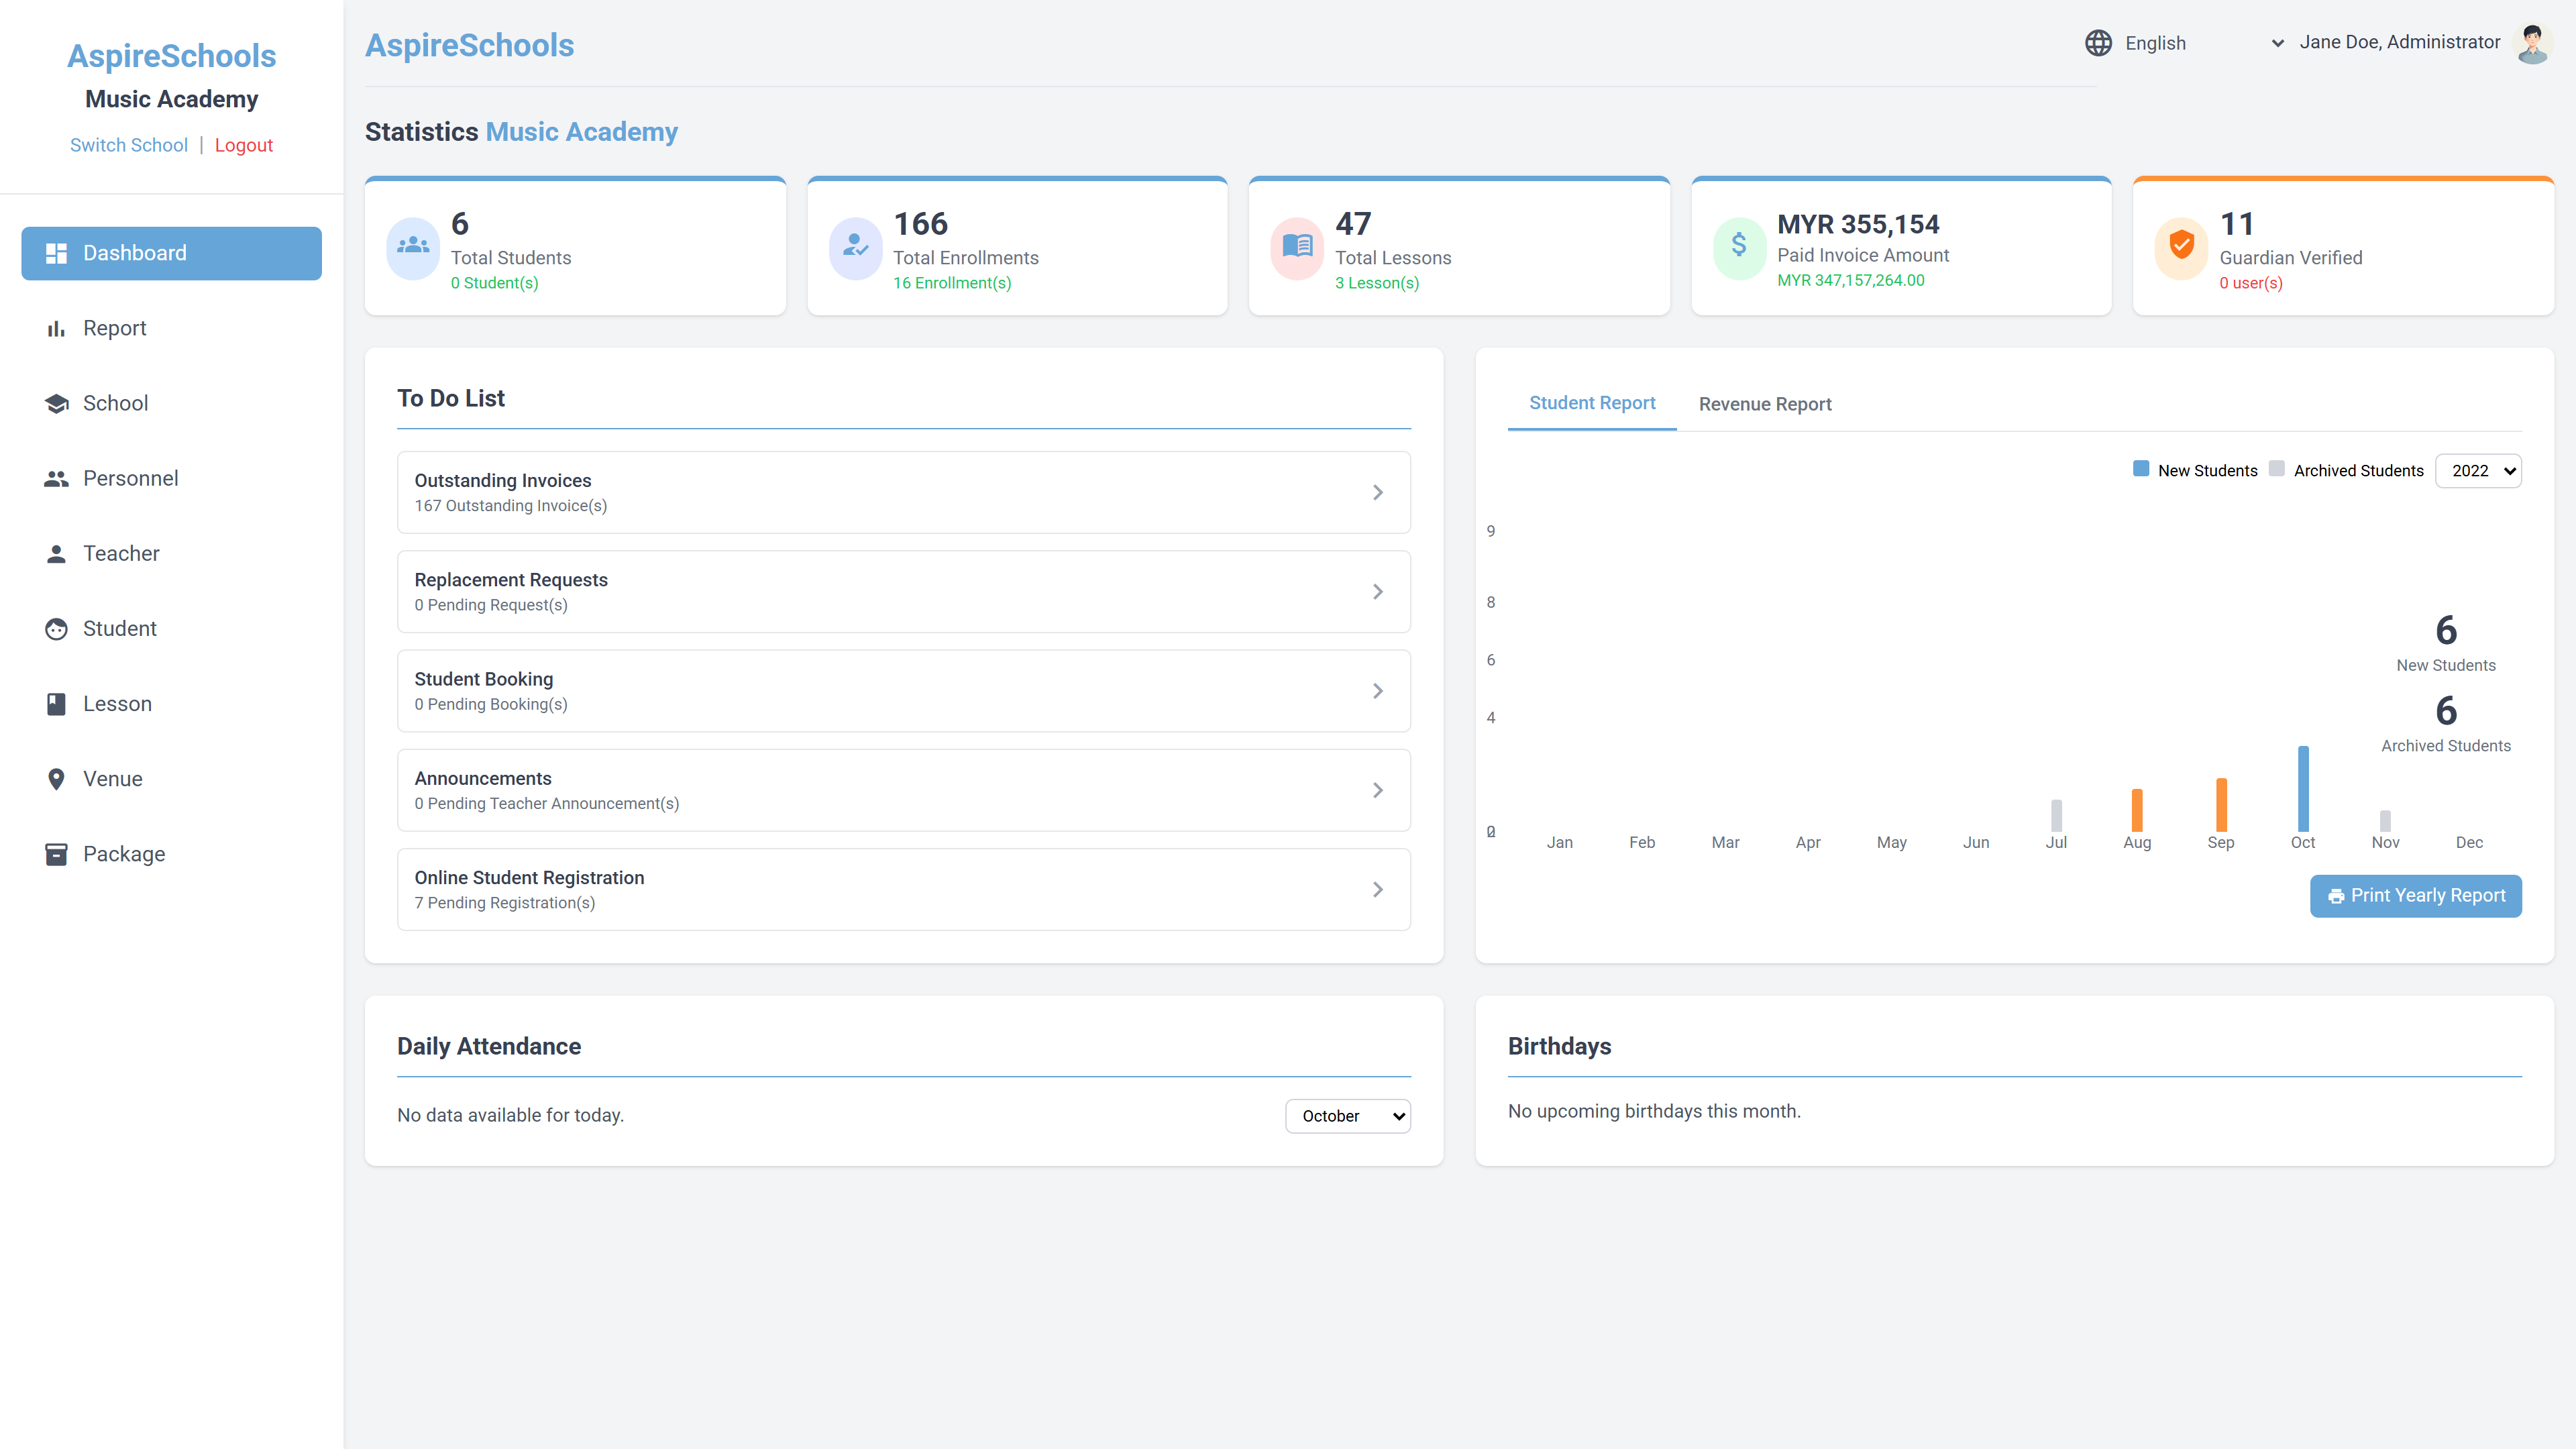 AspireSchools
Music Academy
Switch School | Logout
Dashboard
Report
School
Personnel
Teacher
Student
Lesson
Venue
Package
AspireSchools
English
Jane Doe, Administrator
Statistics Music Academy
6
Total Students
0 Student(s)
166
Total Enrollments
16 Enrollment(s)
47
Total Lessons
3 Lesson(s)
MYR 355,154
Paid Invoice Amount
MYR 347,157,264.00
11
Guardian Verified
0 user(s)
To Do List
Outstanding Invoices
167 Outstanding Invoice(s)
Replacement Requests
0 Pending Request(s)
Student Booking
0 Pending Booking(s)
Announcements
0 Pending Teacher Announcement(s)
Online Student Registration
7 Pending Registration(s)
Student Report Revenue Report
New Students Archived Students 2022
9
8
6
4
2
0
6
New Students
6
Archived Students
Jan Feb Mar Apr May Jun Jul Aug Sep Oct Nov Dec
Print Yearly Report
Daily Attendance
No data available for today.
October
Birthdays
No upcoming birthdays this month.